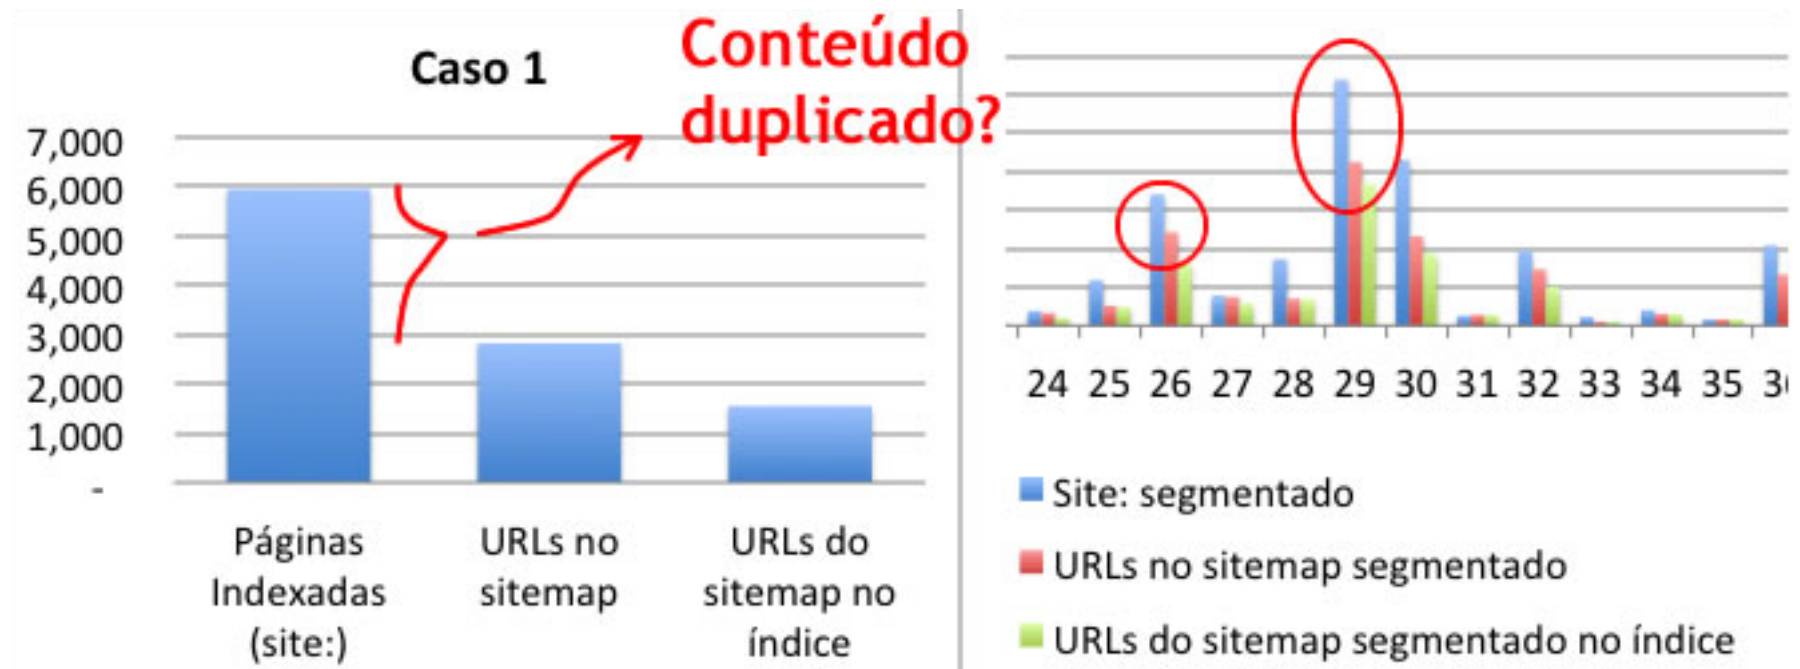 Caso 1
Conteúdo
duplicado?
7,000
6,000
5,000
4,000
3,000
2,000
1,000
-
Páginas
Indexadas
(site:)
URLs no
sitemap
URLs do
sitemap no
índice
24 25 26 27 28 29 30 31 32 33 34 35
Site: segmentado
URLs no sitemap segmentado
URLs do sitemap segmentado no índice